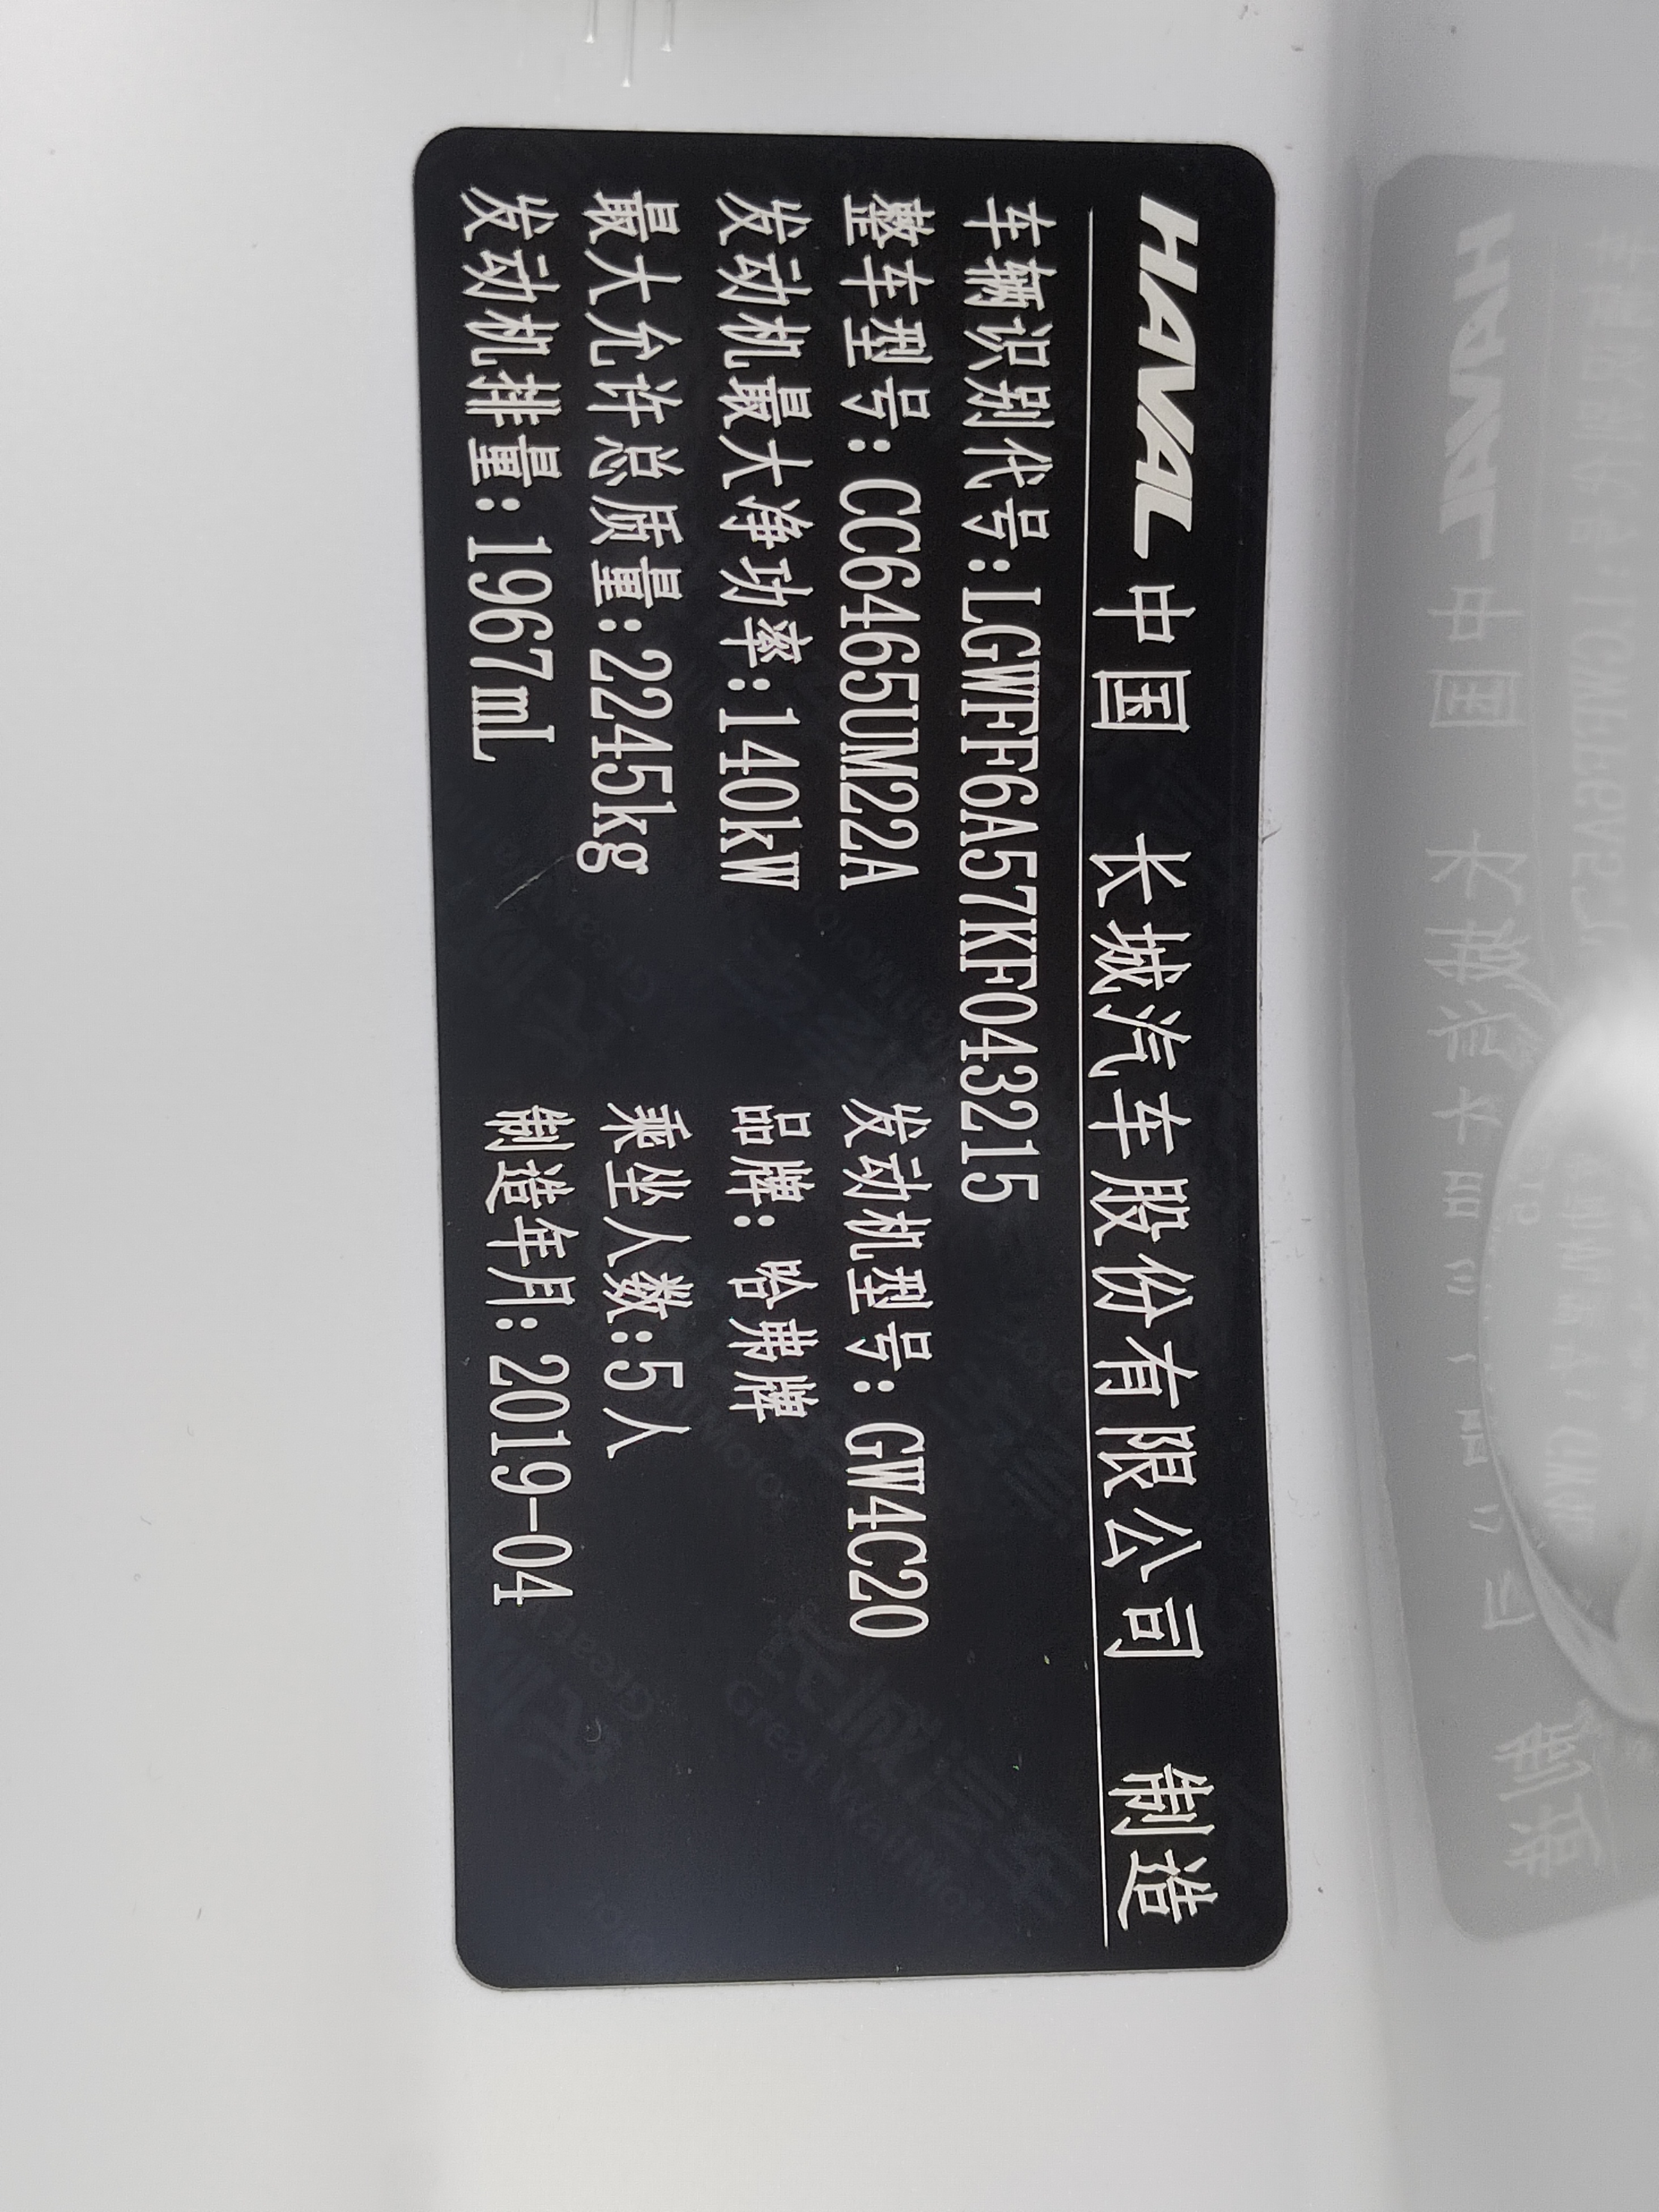 HAVAL 中国 长城汽车股份有限公司 制造
车辆识别代号:LGWFF6A57KF043215
整车型号:CC6465UM22A 发动机型号:GW4C20
发动机最大净功率:140kW 品牌:哈弗牌
最大允许总质量:2245kg 乘坐人数:5人
发动机排量:1967mL 制造年月:2019-04